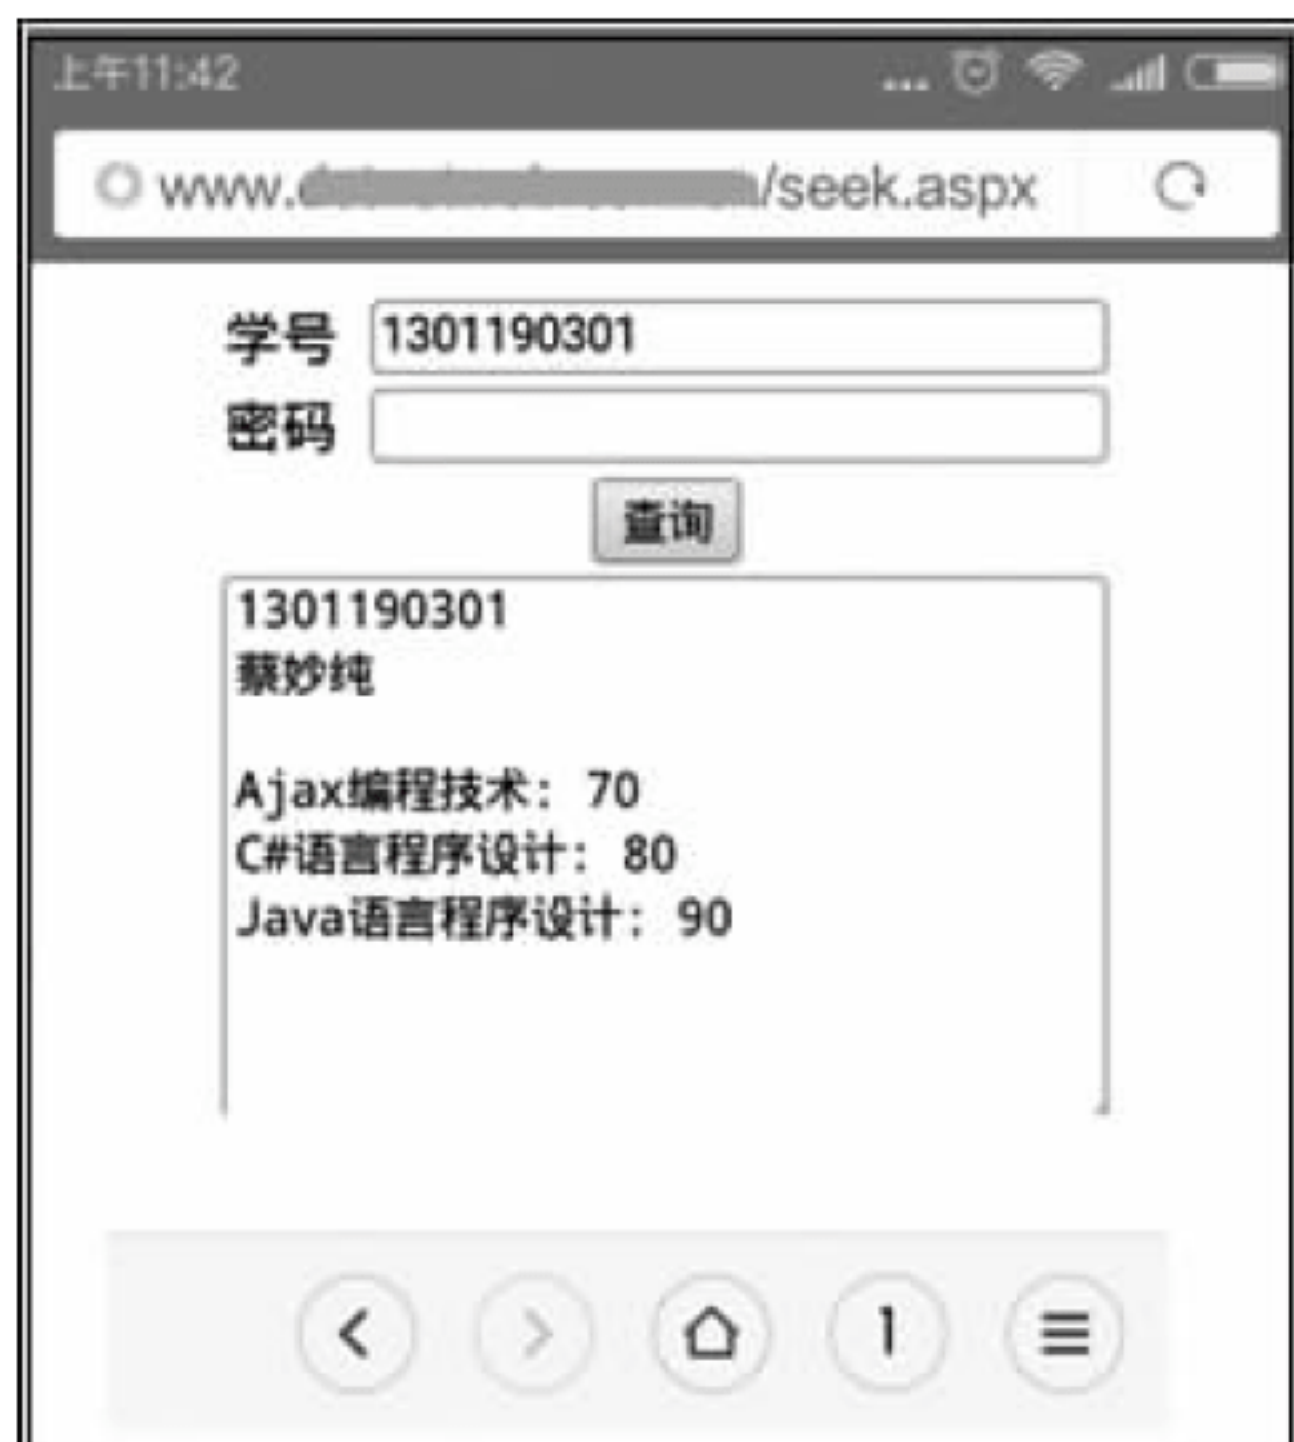 上午11:42
www. /seek.aspx
学号 1301190301
密码
查询
1301190301
蔡妙纯
Ajax编程技术: 70
C#语言程序设计: 80
Java语言程序设计: 90
1